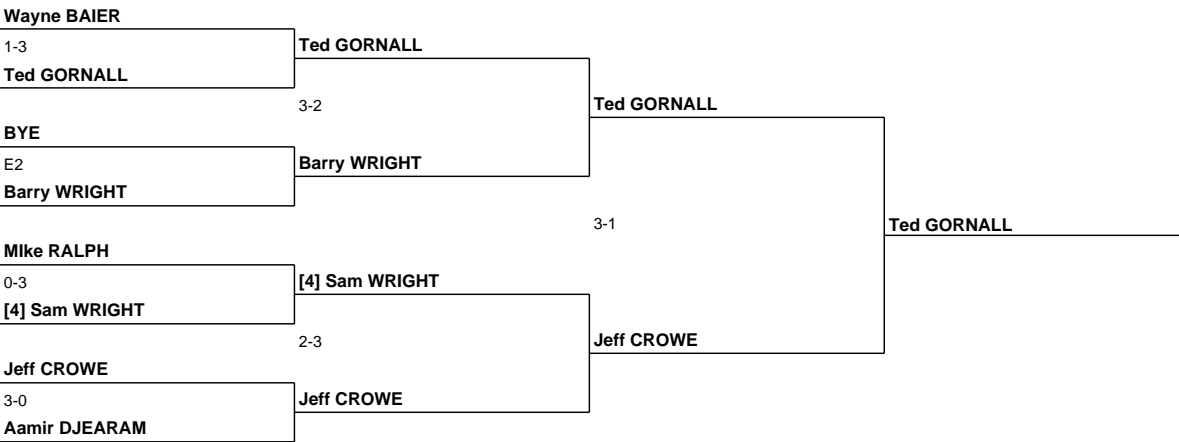 Wayne BAIER
1-3
Ted GORNALL
Ted GORNALL
3-2
Ted GORNALL
BYE
E2
Barry WRIGHT
Barry WRIGHT
3-1
Ted GORNALL
MIke RALPH
0-3
[4] Sam WRIGHT
[4] Sam WRIGHT
2-3
Jeff CROWE
Jeff CROWE
3-0
Jeff CROWE
Aamir DJEARAM